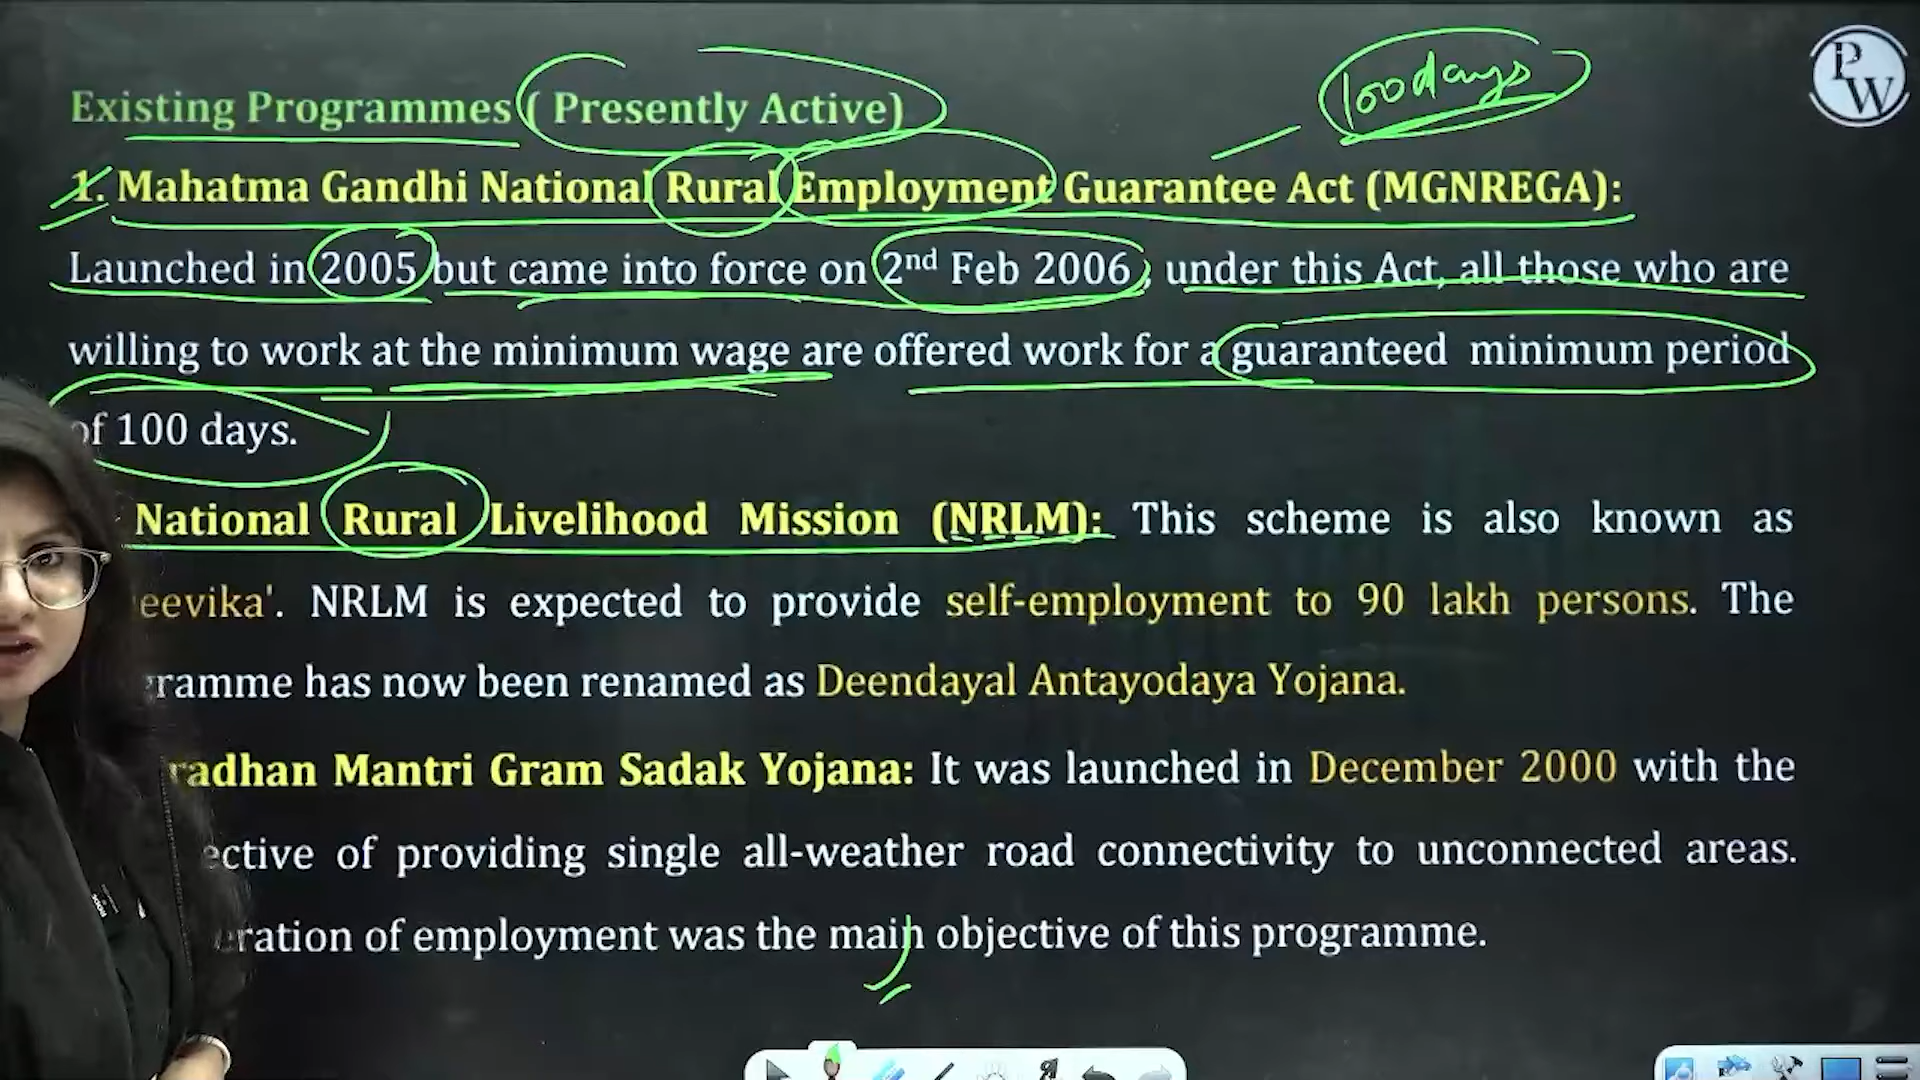 100 days
P
W
Existing Programmes ( Presently Active)
1. Mahatma Gandhi National Rural Employment Guarantee Act (MGNREGA):
Launched in 2005 but came into force on 2nd Feb 2006, under this Act, all those who are
willing to work at the minimum wage are offered work for a guaranteed minimum period
of 100 days.
National Rural Livelihood Mission (NRLM): This scheme is also known as
eevika'. NRLM is expected to provide self-employment to 90 lakh persons. The
gramme has now been renamed as Deendayal Antayodaya Yojana.
radhan Mantri Gram Sadak Yojana: It was launched in December 2000 with the
ective of providing single all-weather road connectivity to unconnected areas.
eration of employment was the main objective of this programme.